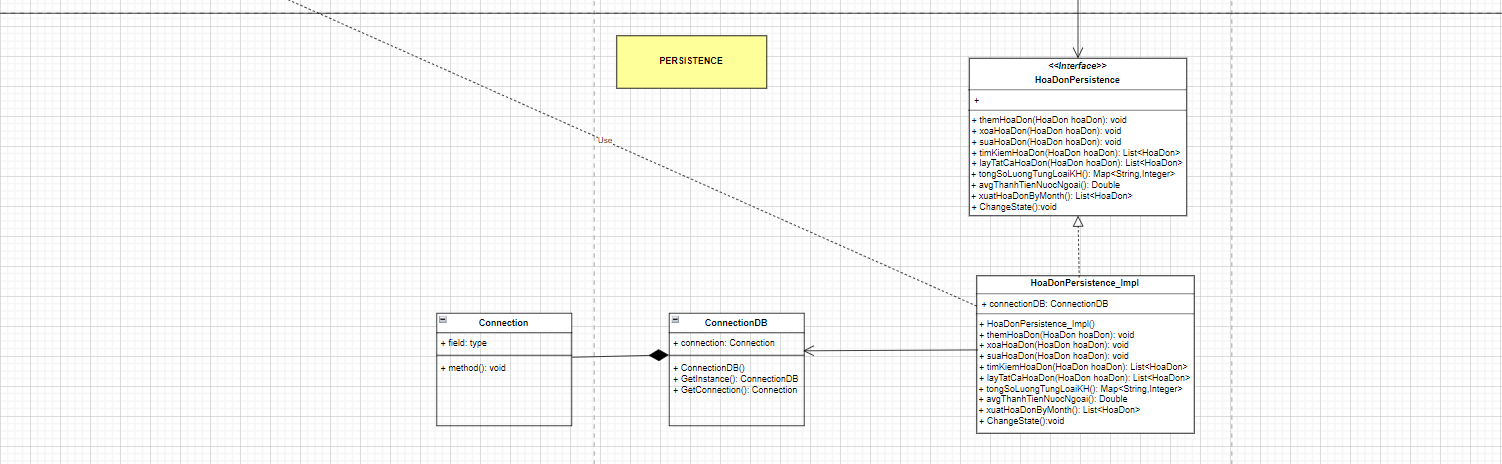 PERSISTENCE
<<Interface>>
HoaDonPersistence
+
+ themHoaDon(HoaDon hoaDon): void
+ xoaHoaDon(HoaDon hoaDon): void
+ suaHoaDon(HoaDon hoaDon): void
+ timKiemHoaDon(HoaDon hoaDon): List<HoaDon>
+ layTatCaHoaDon(HoaDon hoaDon): List<HoaDon>
+ tongSoLuongTungLoaiKH(): Map<String,Integer>
+ avgThanhTienNuocNgoai(): Double
+ xuatHoaDonByMonth(): List<HoaDon>
+ ChangeState():void
Use
Connection
+ field: type
+ method(): void
ConnectionDB
+ connection: Connection
+ ConnectionDB()
+ GetInstance(): ConnectionDB
+ GetConnection(): Connection
HoaDonPersistence_Impl
+ connectionDB: ConnectionDB
+ HoaDonPersistence_Impl()
+ themHoaDon(HoaDon hoaDon): void
+ xoaHoaDon(HoaDon hoaDon): void
+ suaHoaDon(HoaDon hoaDon): void
+ timKiemHoaDon(HoaDon hoaDon): List<HoaDon>
+ layTatCaHoaDon(HoaDon hoaDon): List<HoaDon>
+ tongSoLuongTungLoaiKH(): Map<String,Integer>
+ avgThanhTienNuocNgoai(): Double
+ xuatHoaDonByMonth(): List<HoaDon>
+ ChangeState():void